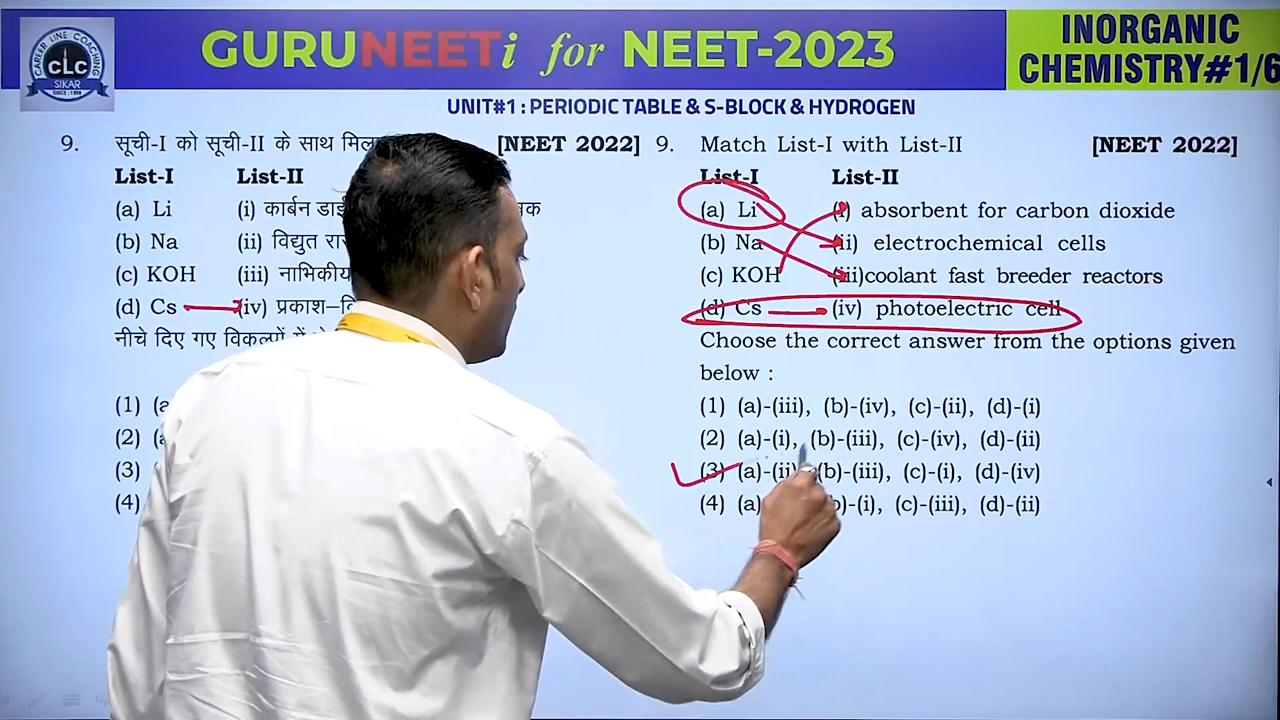 CAREER LINE COACHING
CLC
SIKAR
SINCE : 1996
GURUNEETi for NEET-2023
INORGANIC
CHEMISTRY#1/6
UNIT#1 : PERIODIC TABLE & S-BLOCK & HYDROGEN
9. सूची-I को सूची-II के साथ [NEET 2022]
List-I List-II
(a) Li (i) कार्बन
(b) Na (ii) विद्युत
(c) KOH (iii) नाभिकीय
(d) Cs (iv)
नीचे दिए गए विकल्पों
(1)
(2)
(3)
(4)
9. Match List-I with List-II [NEET 2022]
List-I List-II
(a) Li (i) absorbent for carbon dioxide
(b) Na (ii) electrochemical cells
(c) KOH (iii)coolant fast breeder reactors
(d) Cs (iv) photoelectric cell
Choose the correct answer from the options given
below :
(1) (a)-(iii), (b)-(iv), (c)-(ii), (d)-(i)
(2) (a)-(i), (b)-(iii), (c)-(iv), (d)-(ii)
(3) (a)-(ii) (b)-(iii), (c)-(i), (d)-(iv)
(4) (a) b)-(i), (c)-(iii), (d)-(ii)